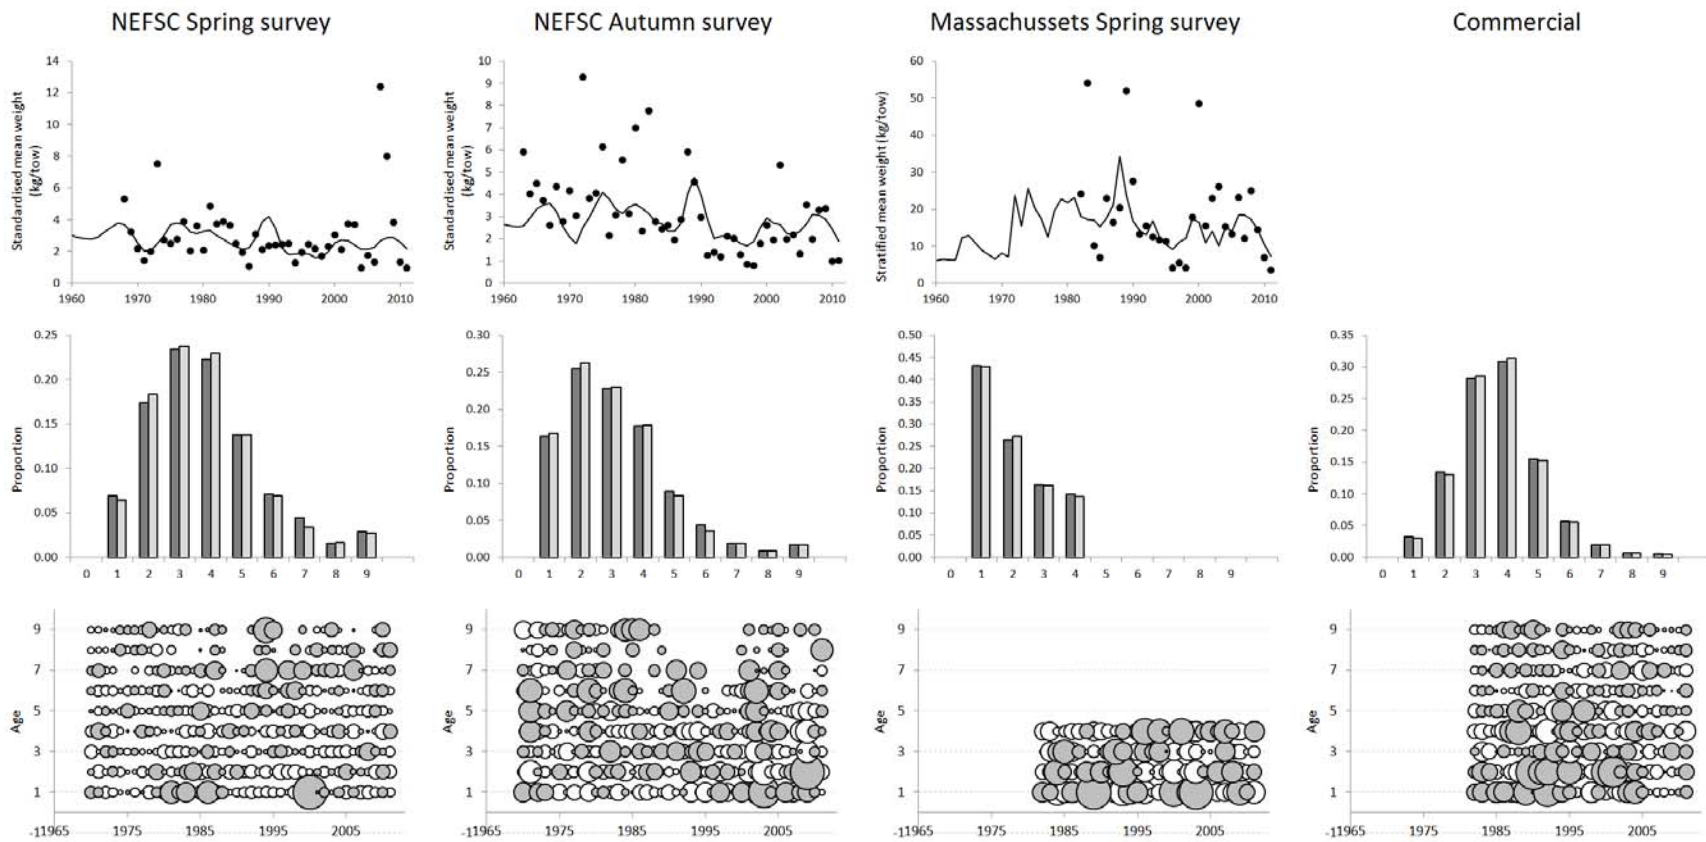 NEFSC Spring survey
NEFSC Autumn survey
Massachussets Spring survey
Commercial
Standardised mean weight
(kg/tow)
14
12
10
8
6
4
2
0
1960 1970 1980 1990 2000 2010
Standardised mean weight
(kg/tow)
10
9
8
7
6
5
4
3
2
1
0
1960 1970 1980 1990 2000 2010
Stratified mean weight (kg/tow)
60
50
40
30
20
10
0
1960 1970 1980 1990 2000 2010
Proportion
0.25
0.20
0.15
0.10
0.05
0.00
0 1 2 3 4 5 6 7 8 9
Proportion
0.30
0.25
0.20
0.15
0.10
0.05
0.00
0 1 2 3 4 5 6 7 8 9
Proportion
0.50
0.45
0.40
0.35
0.30
0.25
0.20
0.15
0.10
0.05
0.00
0 1 2 3 4 5 6 7 8 9
Proportion
0.35
0.30
0.25
0.20
0.15
0.10
0.05
0.00
0 1 2 3 4 5 6 7 8 9
Age
9
7
5
3
1
-11965 1975 1985 1995 2005
Age
9
7
5
3
1
-11965 1975 1985 1995 2005
Age
9
7
5
3
1
-11965 1975 1985 1995 2005
Age
9
7
5
3
1
-11965 1975 1985 1995 2005